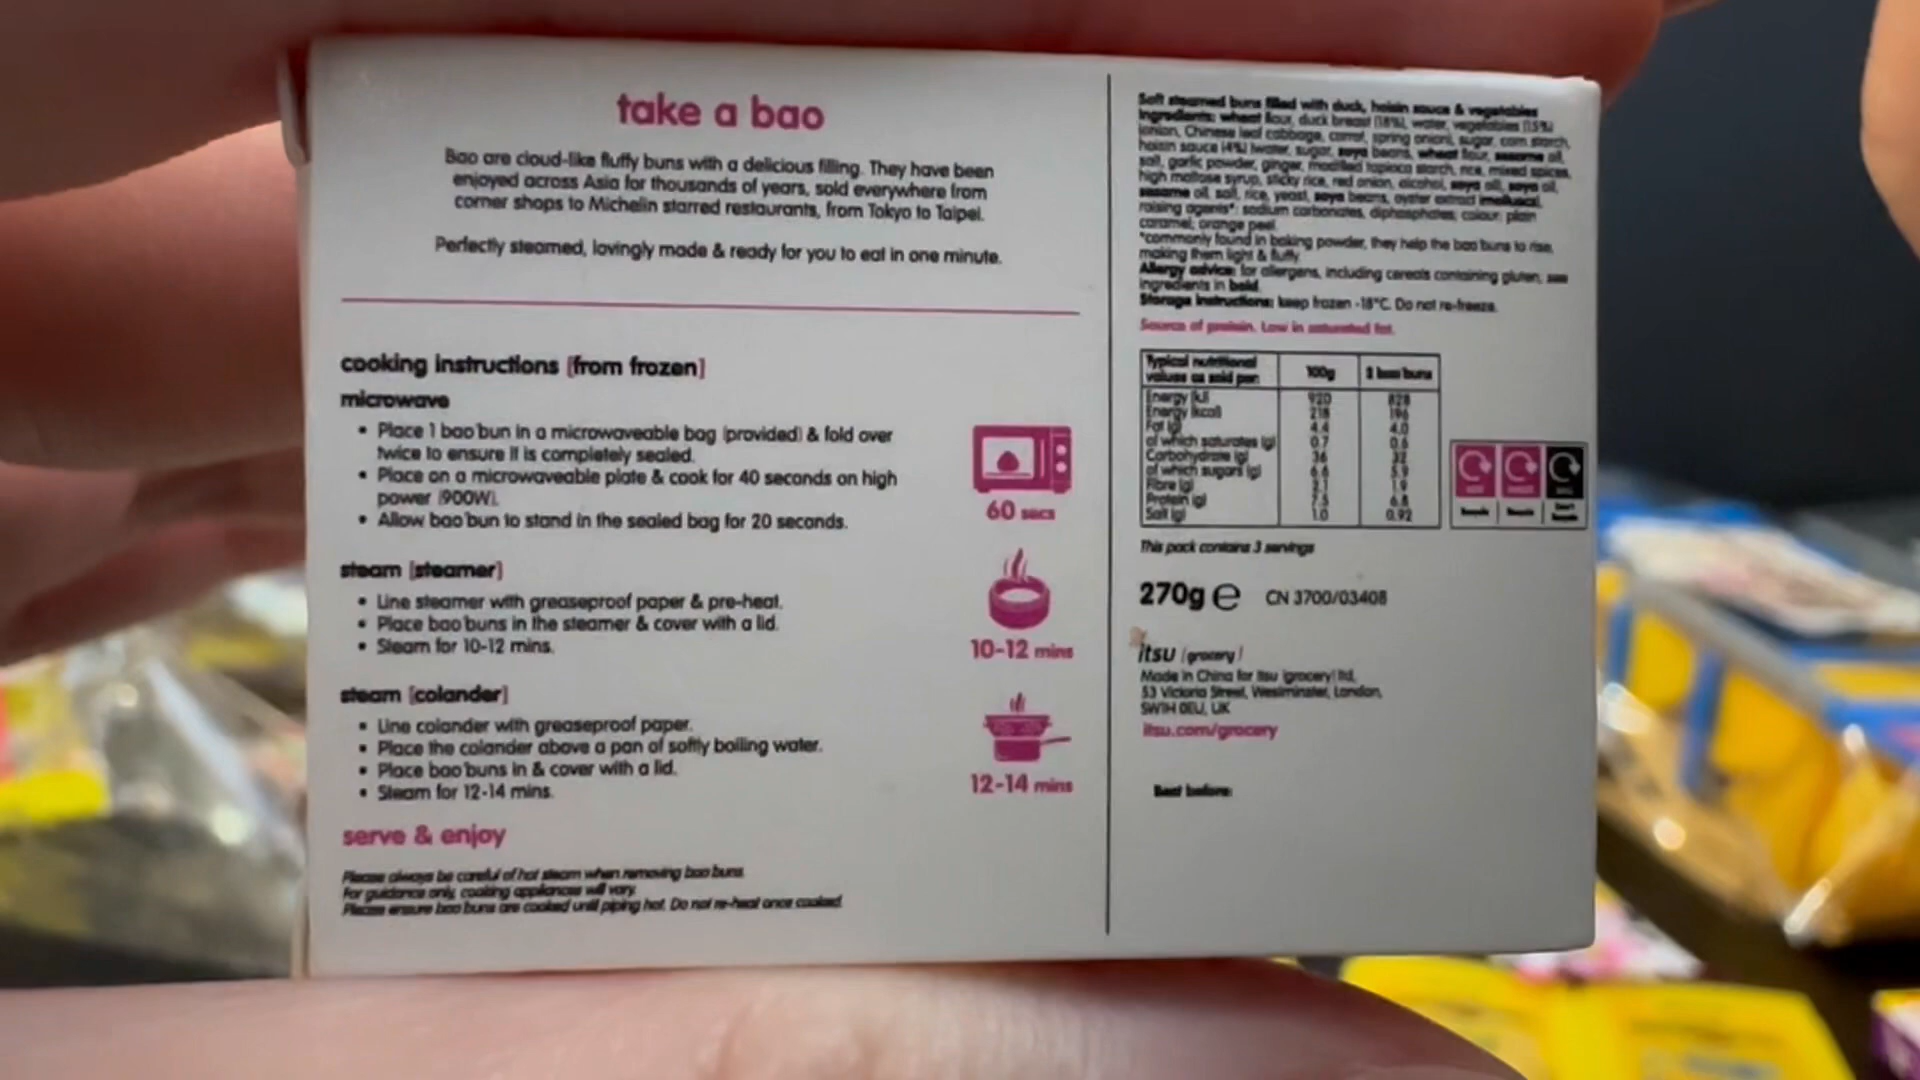 take a bao
Bao are cloud-like fluffy buns with a delicious filling. They have been
enjoyed across Asia for thousands of years, sold everywhere from
corner shops to Michelin starred restaurants, from Tokyo to Taipei.
Perfectly steamed, lovingly made & ready for you to eat in one minute.
cooking instructions [from frozen]
microwave
• Place 1 bao'bun in a microwaveable bag (provided) & fold over
twice to ensure it is completely sealed.
• Place on a microwaveable plate & cook for 40 seconds on high
power (900W).
• Allow bao'bun to stand in the sealed bag for 20 seconds.
60 secs
steam [steamer]
• Line steamer with greaseproof paper & pre-heat.
• Place bao'buns in the steamer & cover with a lid.
• Steam for 10-12 mins.
10-12 mins
steam [colander]
• Line colander with greaseproof paper.
• Place the colander above a pan of softly boiling water.
• Place bao'buns in & cover with a lid.
• Steam for 12-14 mins.
12-14 mins
serve & enjoy
Please always be careful of hot steam when removing bao'buns.
For guidance only, cooking appliances will vary.
Please ensure bao'buns are cooked until piping hot. Do not re-heat once cooked.
Soft steamed buns filled with duck, hoisin sauce & vegetables
Ingredients: wheat flour, duck breast (18%), water, vegetables (15%)
(onion, Chinese leaf cabbage, carrot, spring onion), sugar, corn starch,
hoisin sauce (4%) (water, sugar, soya beans, wheat flour, sesame oil,
salt, garlic powder, ginger, modified tapioca starch, rice, mixed spices,
high maltose syrup, sticky rice, red onion, alcohol, soya oil, soya oil,
sesame oil, salt, rice, yeast, soya beans, oyster extract (mollusc),
raising agents*: sodium carbonates, diphosphates, colour: plain
caramel, orange peel.
*commonly found in baking powder, they help the bao'buns to rise,
making them light & fluffy
Allergy advice: for allergens, including cereals containing gluten, see
ingredients in bold.
Storage instructions: keep frozen -18°C. Do not re-freeze.
Source of protein. Low in saturated fat.
Typical nutritional values as sold per: 100g bao'buns
Energy (kJ) 920 828
Energy (kcal) 218 196
Fat (g) 4.4 4.0
of which saturates (g) 0.7 0.6
Carbohydrate (g) 36 32
of which sugars (g) 6.6 5.9
Fibre (g) 2.1 1.9
Protein (g) 7.5 6.8
Salt (g) 1.0 0.92
This pack contains 3 servings
270g e CN 3700/03408
itsu [grocery]
Made in China for itsu [grocery] ltd,
53 Victoria Street, Westminster, London,
SW1H 0EU, UK
itsu.com/grocery
Best before: